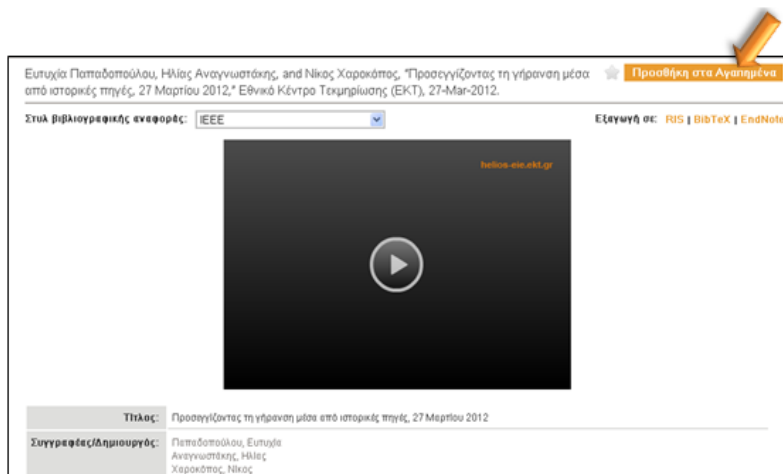 Ευτυχία Παπαδοπούλου, Ηλίας Αναγνωστάκης, and Νίκος Χαροκόπος, "Προσεγγίζοντας τη γήρανση μέσα
από ιστορικές πηγές, 27 Μαρτίου 2012," Εθνικό Κέντρο Τεκμηρίωσης (ΕΚΤ), 27-Mar-2012.
Προσθήκη στα Αγαπημένα
Στυλ βιβλιογραφικής αναφοράς: IEEE
Εξαγωγή σε: RIS | BibTeX | EndNote
helios-eie.ekt.gr
Τίτλος: Προσεγγίζοντας τη γήρανση μέσα από ιστορικές πηγές, 27 Μαρτίου 2012
Συγγραφέας/Δημιουργός: Παπαδοπούλου, Ευτυχία
Αναγνωστάκης, Ηλίας
Χαροκόπος, Νίκος